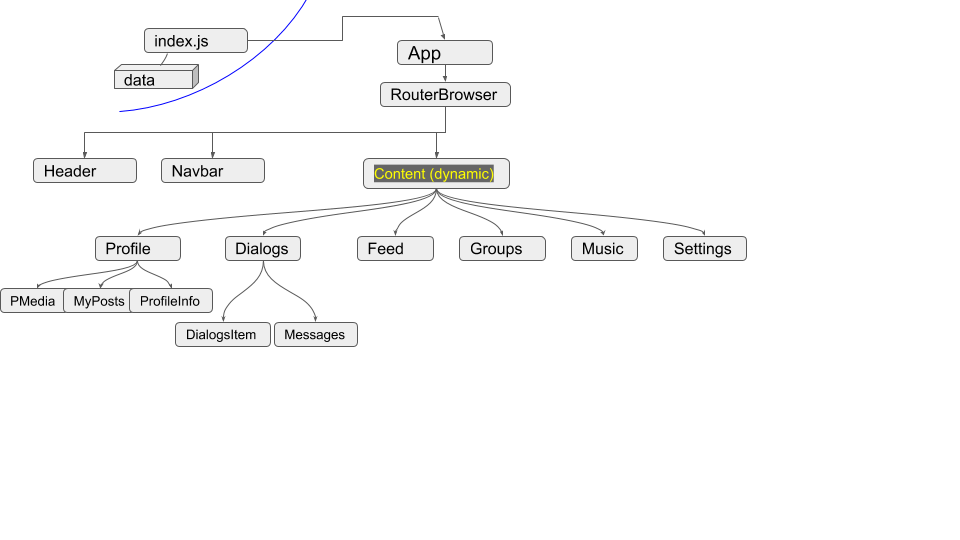 index.js
App
data
RouterBrowser
Header
Navbar
Content (dynamic)
Profile
Dialogs
Feed
Groups
Music
Settings
PMedia
MyPosts
ProfileInfo
DialogsItem
Messages